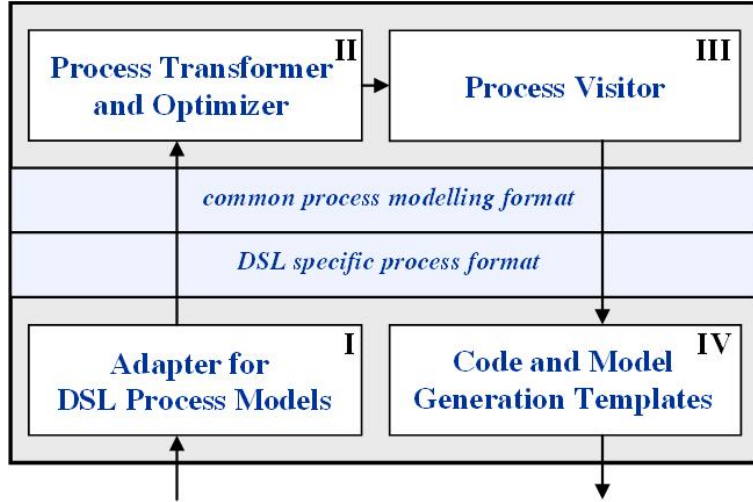 II
Process Transformer
and Optimizer
III
Process Visitor
common process modelling format
DSL specific process format
I
Adapter for
DSL Process Models
IV
Code and Model
Generation Templates